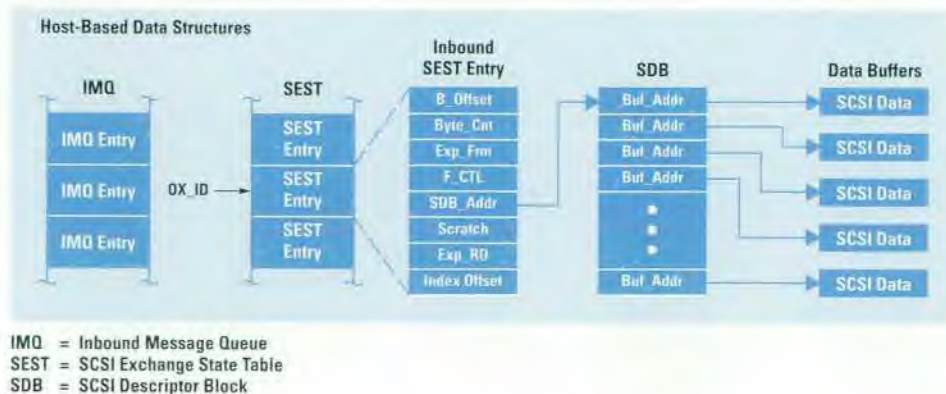 Host-Based Data Structures
IMQ
IMQ Entry
IMQ Entry
IMQ Entry
OX_ID
SEST
SEST
Entry
SEST
Entry
SEST
Entry
Inbound
SEST Entry
B_Offset
Byte_Cnt
Exp_Frm
F_CTL
SDB_Addr
Scratch
Exp_RO
Index Offset
SDB
Buf_Addr
Buf_Addr
Buf_Addr
Buf_Addr
Buf_Addr
Data Buffers
SCSI Data
SCSI Data
SCSI Data
SCSI Data
SCSI Data
IMQ = Inbound Message Queue
SEST = SCSI Exchange State Table
SDB = SCSI Descriptor Block